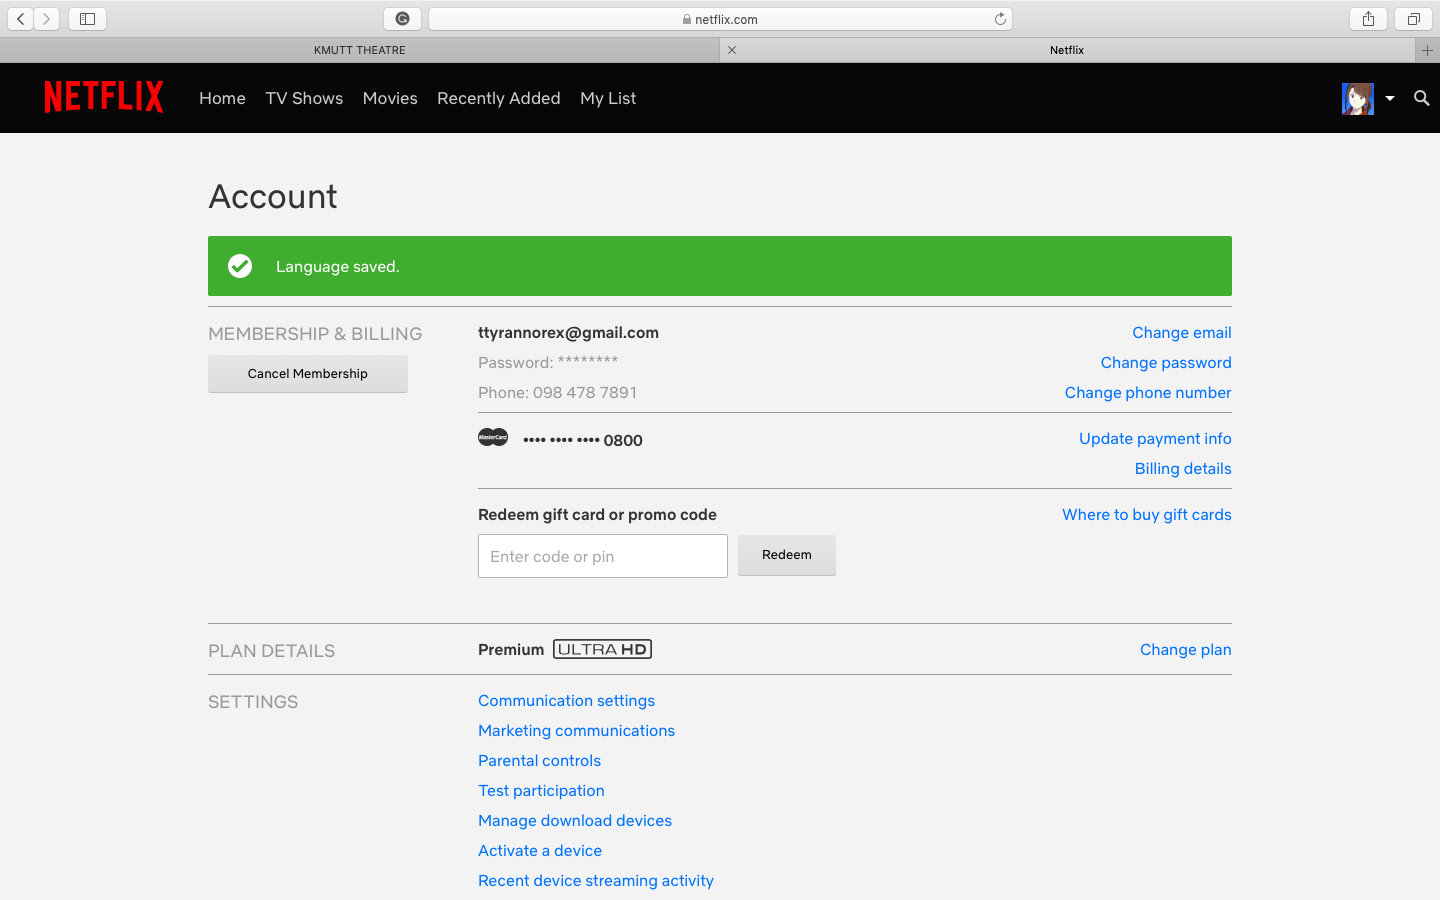 netflix.com
KMUTT THEATRE
Netflix
NETFLIX Home TV Shows Movies Recently Added My List
Account
Language saved.
MEMBERSHIP & BILLING
Cancel Membership
ttyrannorex@gmail.com Change email
Password: ******** Change password
Phone: 098 478 7891 Change phone number
MasterCard •••• •••• •••• 0800 Update payment info
Billing details
Redeem gift card or promo code Where to buy gift cards
Enter code or pin Redeem
PLAN DETAILS Premium ULTRA HD Change plan
SETTINGS Communication settings
Marketing communications
Parental controls
Test participation
Manage download devices
Activate a device
Recent device streaming activity